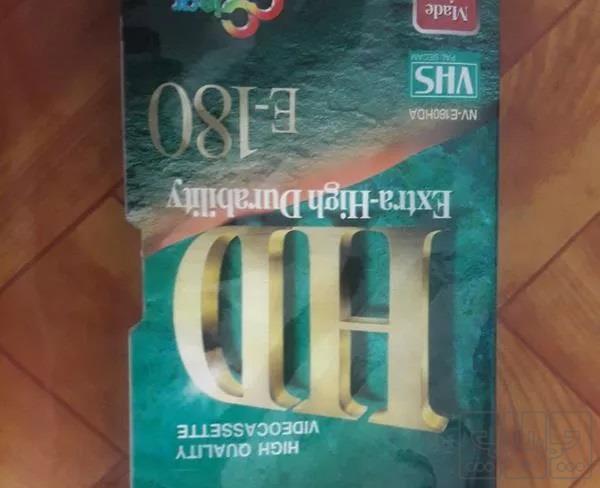 HIGH QUALITY
VIDEOCASSETTE
HD
Extra-High Durability
E-180
NV-E180HDA
VHS
PAL SECAM
Made